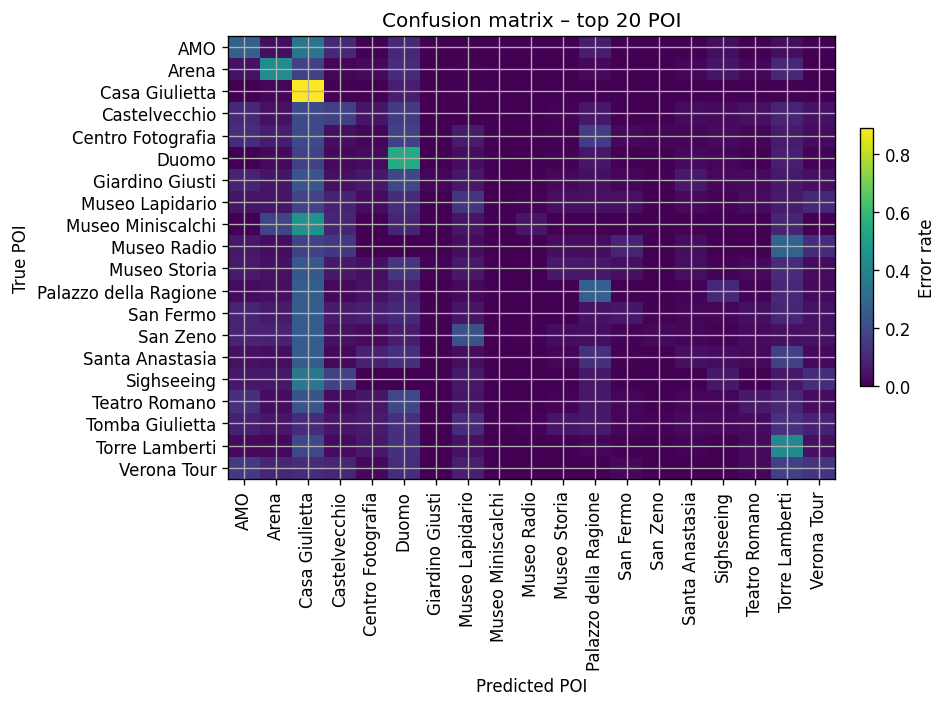 Confusion matrix – top 20 POI
True POI
AMO
Arena
Casa Giulietta
Castelvecchio
Centro Fotografia
Duomo
Giardino Giusti
Museo Lapidario
Museo Miniscalchi
Museo Radio
Museo Storia
Palazzo della Ragione
San Fermo
San Zeno
Santa Anastasia
Sighseeing
Teatro Romano
Tomba Giulietta
Torre Lamberti
Verona Tour
AMO
Arena
Casa Giulietta
Castelvecchio
Centro Fotografia
Duomo
Giardino Giusti
Museo Lapidario
Museo Miniscalchi
Museo Radio
Museo Storia
Palazzo della Ragione
San Fermo
San Zeno
Santa Anastasia
Sighseeing
Teatro Romano
Torre Lamberti
Verona Tour
Predicted POI
0.8
0.6
0.4
0.2
0.0
Error rate